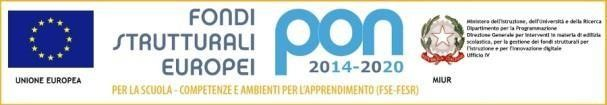 UNIONE EUROPEA
FONDI
STRUTTURALI
EUROPEI
pon
2014-2020
PER LA SCUOLA - COMPETENZE E AMBIENTI PER L'APPRENDIMENTO (FSE-FESR)
MIUR
Ministero dell'Istruzione, dell'Università e della Ricerca
Dipartimento per la Programmazione
Direzione Generale per interventi in materia di edilizia
scolastica, per la gestione dei fondi strutturali per
l'istruzione e per l'innovazione digitale
Ufficio IV